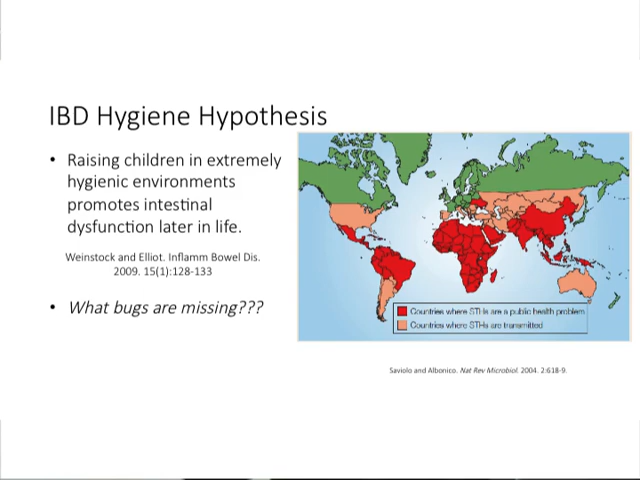 IBD Hygiene Hypothesis
• Raising children in extremely
hygienic environments
promotes intestinal
dysfunction later in life.
Weinstock and Elliot. Inflamm Bowel Dis.
2009. 15(1):128-133
• What bugs are missing???
Countries where STHs are a public health problem
Countries where STHs are transmitted
Saviolo and Albonico. Nat Rev Microbiol. 2004. 2:618-9.